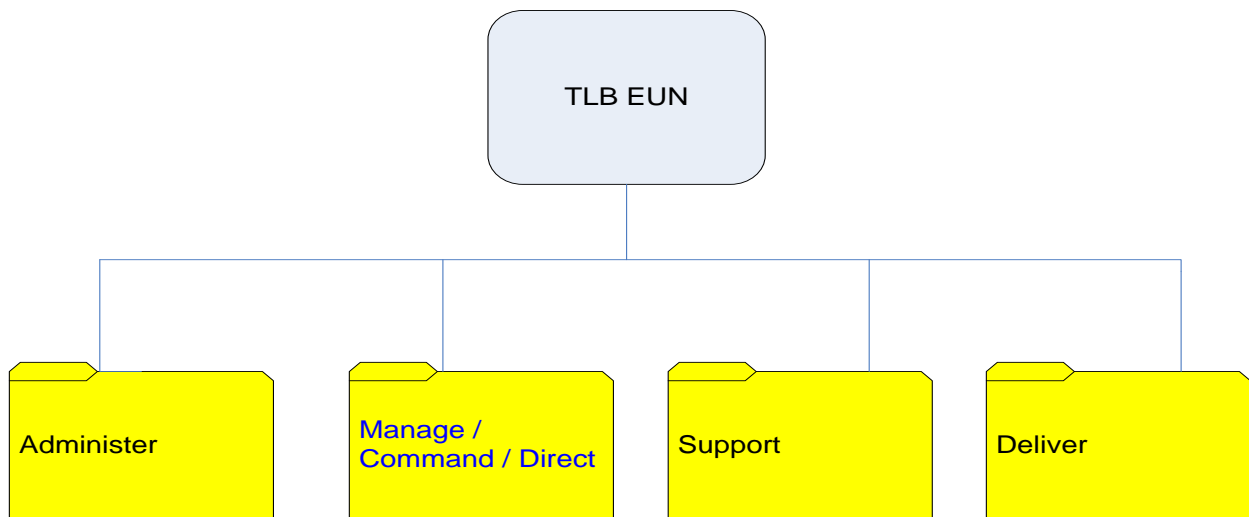 TLB EUN
Administer
Manage /
Command / Direct
Support
Deliver